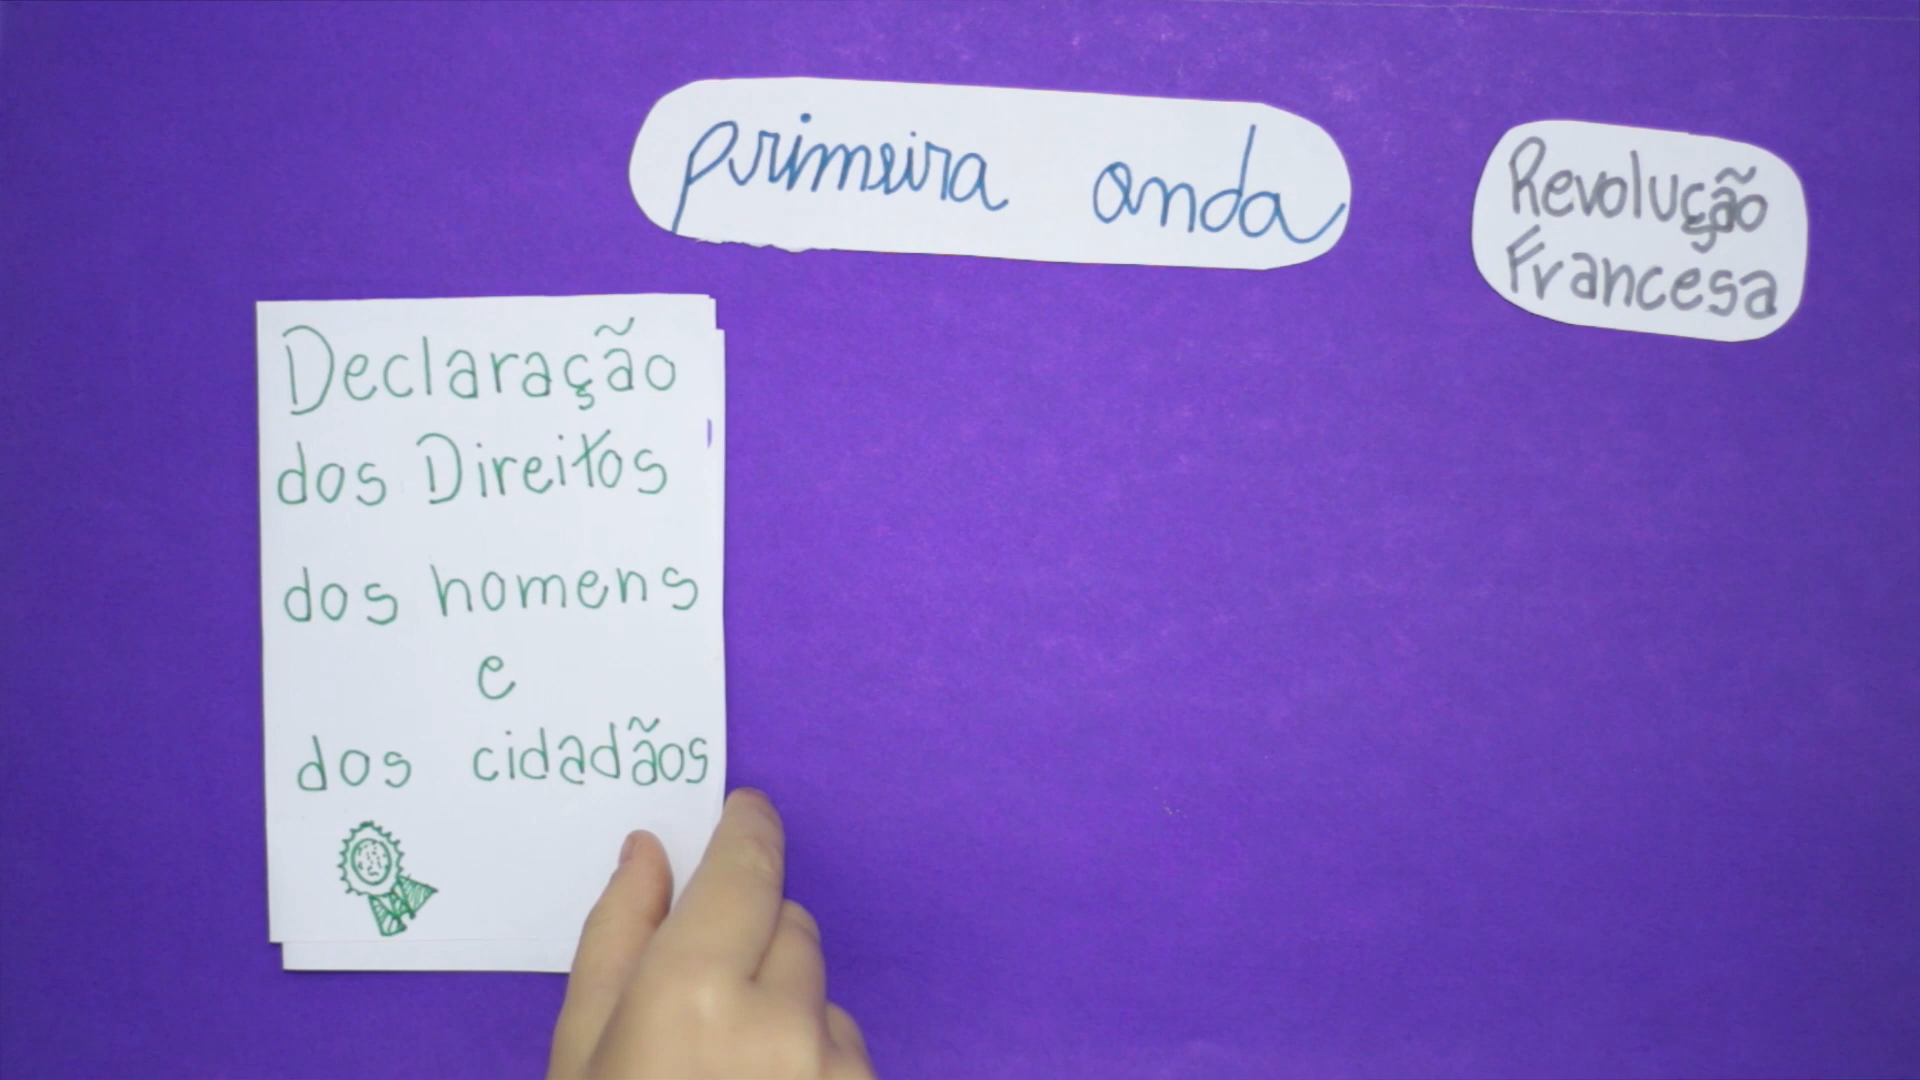 primeira onda
Revolução
Francesa
Declaração
dos Direitos
dos homens
e
dos cidadãos